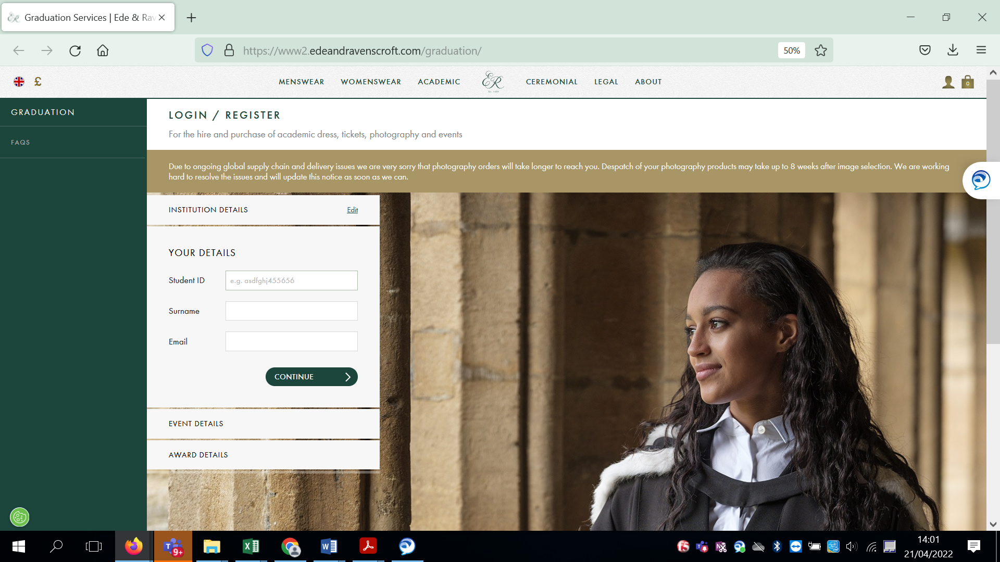 Graduation Services | Ede & Rav
https://www2.edeandravenscroft.com/graduation/
50%
£
MENSWEAR
WOMENSWEAR
ACADEMIC
ER
CEREMONIAL
LEGAL
ABOUT
0
GRADUATION
FAQS
LOGIN / REGISTER
For the hire and purchase of academic dress, tickets, photography and events
Due to ongoing global supply chain and delivery issues we are very sorry that photography orders will take longer to reach you. Despatch of your photography products may take up to 8 weeks after image selection. We are working
hard to resolve the issues and will update this notice as soon as we can.
INSTITUTION DETAILS
Edit
YOUR DETAILS
Student ID
e.g. asdfghj455656
Surname
Email
CONTINUE
EVENT DETAILS
AWARD DETAILS
9+
14:01
21/04/2022